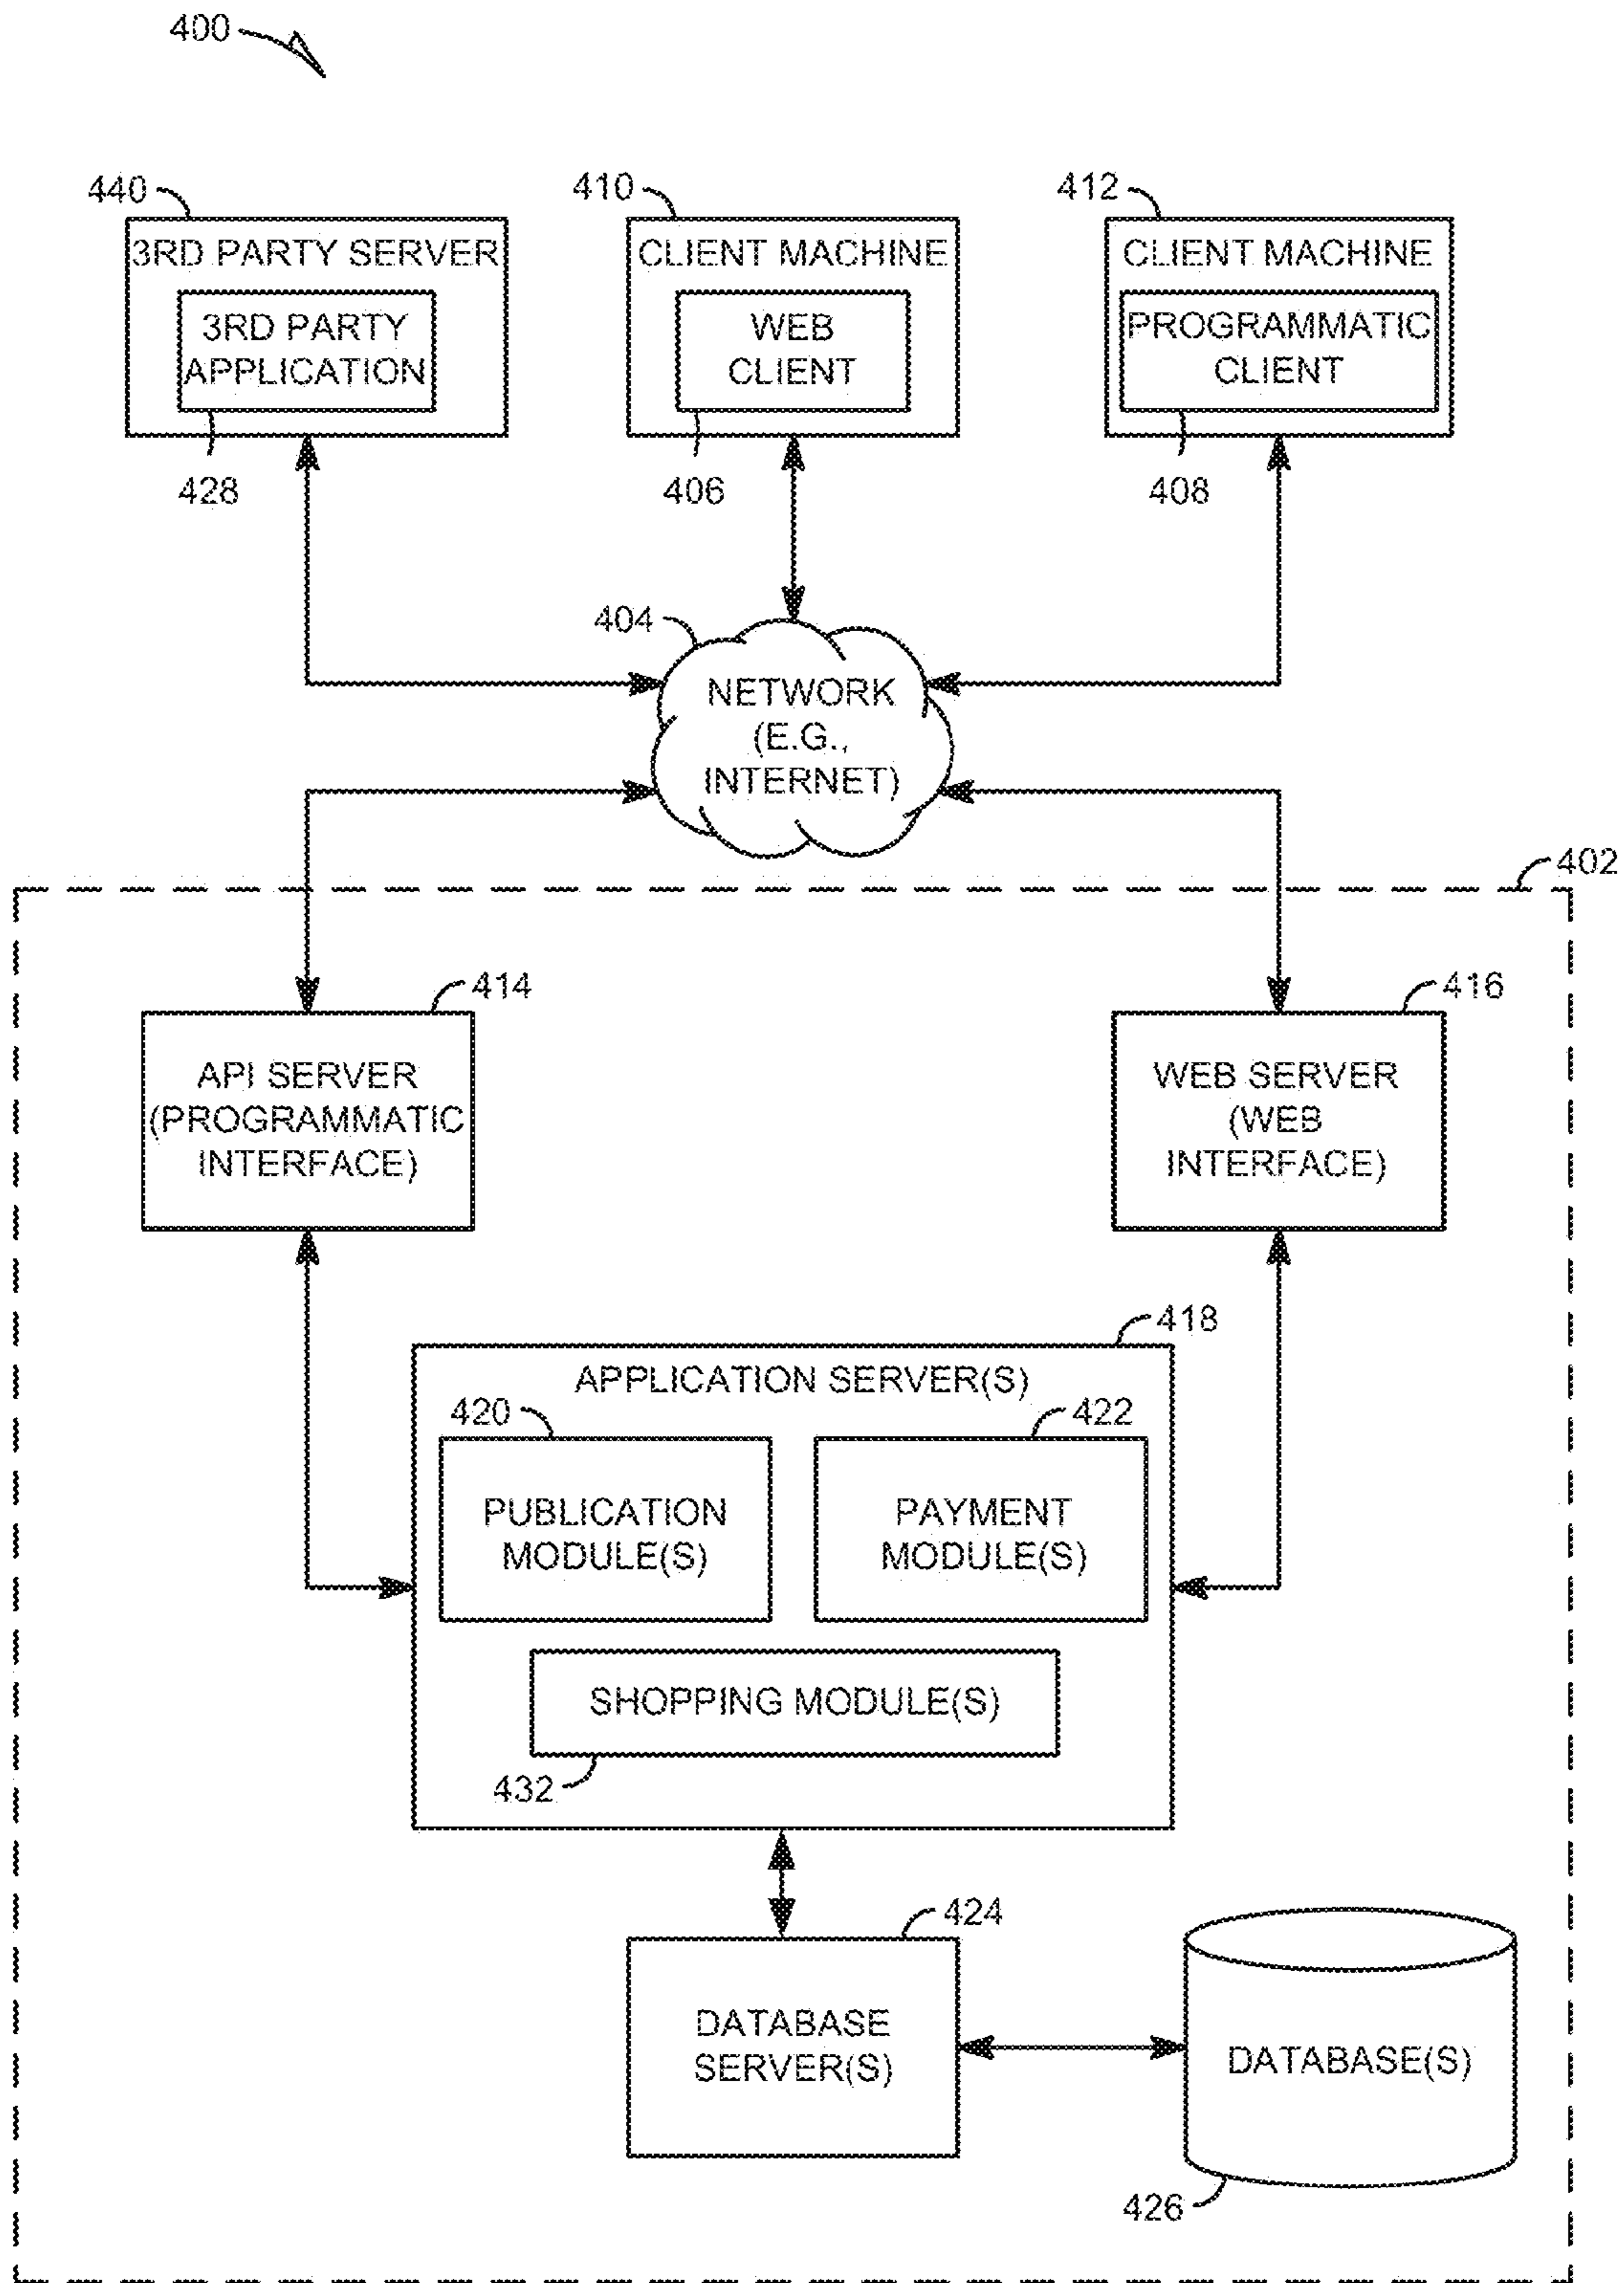 400
440
3RD PARTY SERVER
3RD PARTY
APPLICATION
428
410
CLIENT MACHINE
WEB
CLIENT
406
412
CLIENT MACHINE
PROGRAMMATIC
CLIENT
408
404
NETWORK
(E.G.,
INTERNET)
402
414
API SERVER
(PROGRAMMATIC
INTERFACE)
416
WEB SERVER
(WEB
INTERFACE)
418
APPLICATION SERVER(S)
420
PUBLICATION
MODULE(S)
422
PAYMENT
MODULE(S)
SHOPPING MODULE(S)
432
424
DATABASE
SERVER(S)
DATABASE(S)
426